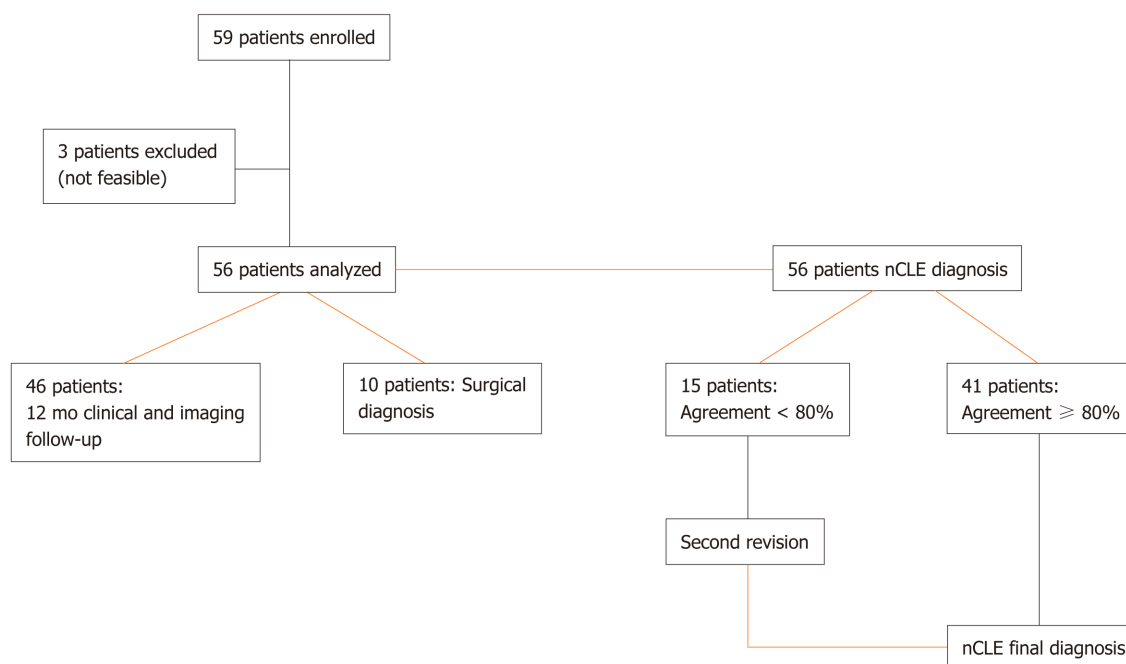 59 patients enrolled
3 patients excluded
(not feasible)
56 patients analyzed
56 patients nCLE diagnosis
46 patients:
12 mo clinical and imaging
follow-up
10 patients: Surgical
diagnosis
15 patients:
Agreement < 80%
41 patients:
Agreement ≥ 80%
Second revision
nCLE final diagnosis